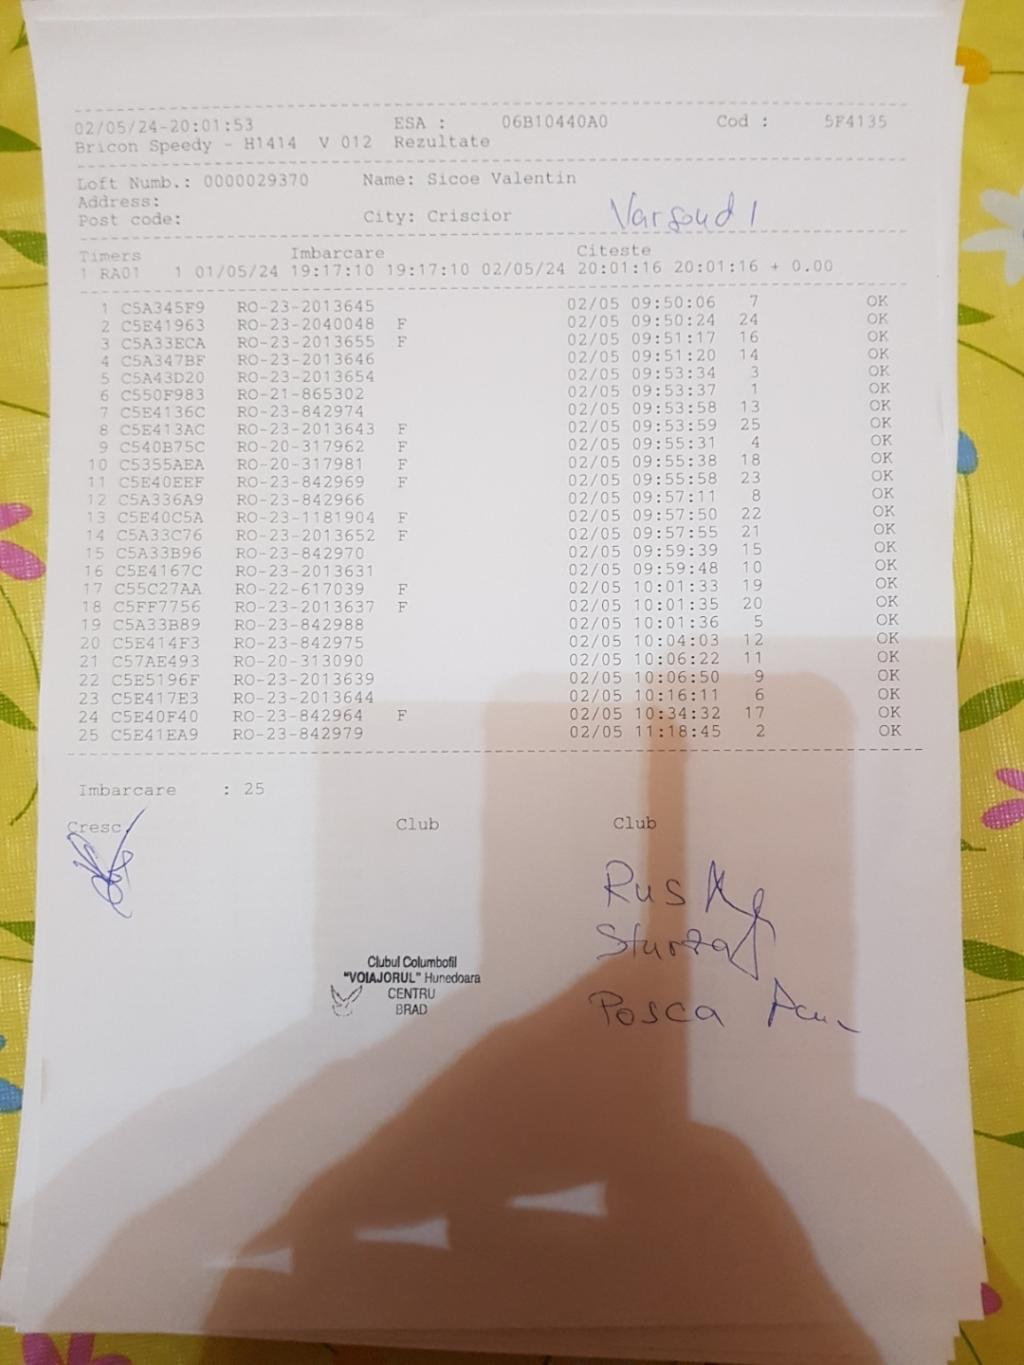 02/05/24-20:01:53 ESA : 06B10440A0 Cod : 5F4135
Bricon Speedy - H1414 V 012 Rezultate
Loft Numb.: 0000029370 Name: Sicoe Valentin
Address:
Post code: City: Criscior
Timers Imbarcare Citeste
1 RA01 1 01/05/24 19:17:10 19:17:10 02/05/24 20:01:16 20:01:16 + 0.00
1 C5A345F9 RO-23-2013645 02/05 09:50:06 7 OK
2 C5E41963 RO-23-2040048 F 02/05 09:50:24 24 OK
3 C5A33ECA RO-23-2013655 F 02/05 09:51:17 16 OK
4 C5A347BF RO-23-2013646 02/05 09:51:20 14 OK
5 C5A43D20 RO-23-2013654 02/05 09:53:34 3 OK
6 C550F983 RO-21-865302 02/05 09:53:37 1 OK
7 C5E4136C RO-23-842974 02/05 09:53:58 13 OK
8 C5E413AC RO-23-2013643 F 02/05 09:53:59 25 OK
9 C540B75C RO-20-317962 F 02/05 09:55:31 4 OK
10 C5355AEA RO-20-317981 F 02/05 09:55:38 18 OK
11 C5E40EEF RO-23-842969 F 02/05 09:55:58 23 OK
12 C5A336A9 RO-23-842966 02/05 09:57:11 8 OK
13 C5E40C5A RO-23-1181904 F 02/05 09:57:50 22 OK
14 C5A33C76 RO-23-2013652 F 02/05 09:57:55 21 OK
15 C5A33B96 RO-23-842970 02/05 09:59:39 15 OK
16 C5E4167C RO-23-2013631 02/05 09:59:48 10 OK
17 C55C27AA RO-22-617039 F 02/05 10:01:33 19 OK
18 C5FF7756 RO-23-2013637 F 02/05 10:01:35 20 OK
19 C5A33B89 RO-23-842988 02/05 10:01:36 5 OK
20 C5E414F3 RO-23-842975 02/05 10:04:03 12 OK
21 C57AE493 RO-20-313090 02/05 10:06:22 11 OK
22 C5E5196F RO-23-2013639 02/05 10:06:50 9 OK
23 C5E417E3 RO-23-2013644 02/05 10:16:11 6 OK
24 C5E40F40 RO-23-842964 F 02/05 10:34:32 17 OK
25 C5E41EA9 RO-23-842979 02/05 11:18:45 2 OK
Imbarcare : 25
Cresc. Club Club
Rus
Sturza
Clubul Columbofil
"VOIAJORUL" Hunedoara
CENTRU
BRAD
Posca